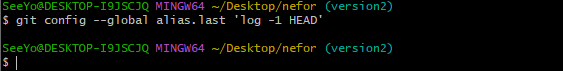 SeeYo@DESKTOP-I9JSCJQ MINGW64 ~/Desktop/nefor (version2)
$ git config --global alias.last 'log -1 HEAD'
SeeYo@DESKTOP-I9JSCJQ MINGW64 ~/Desktop/nefor (version2)
$